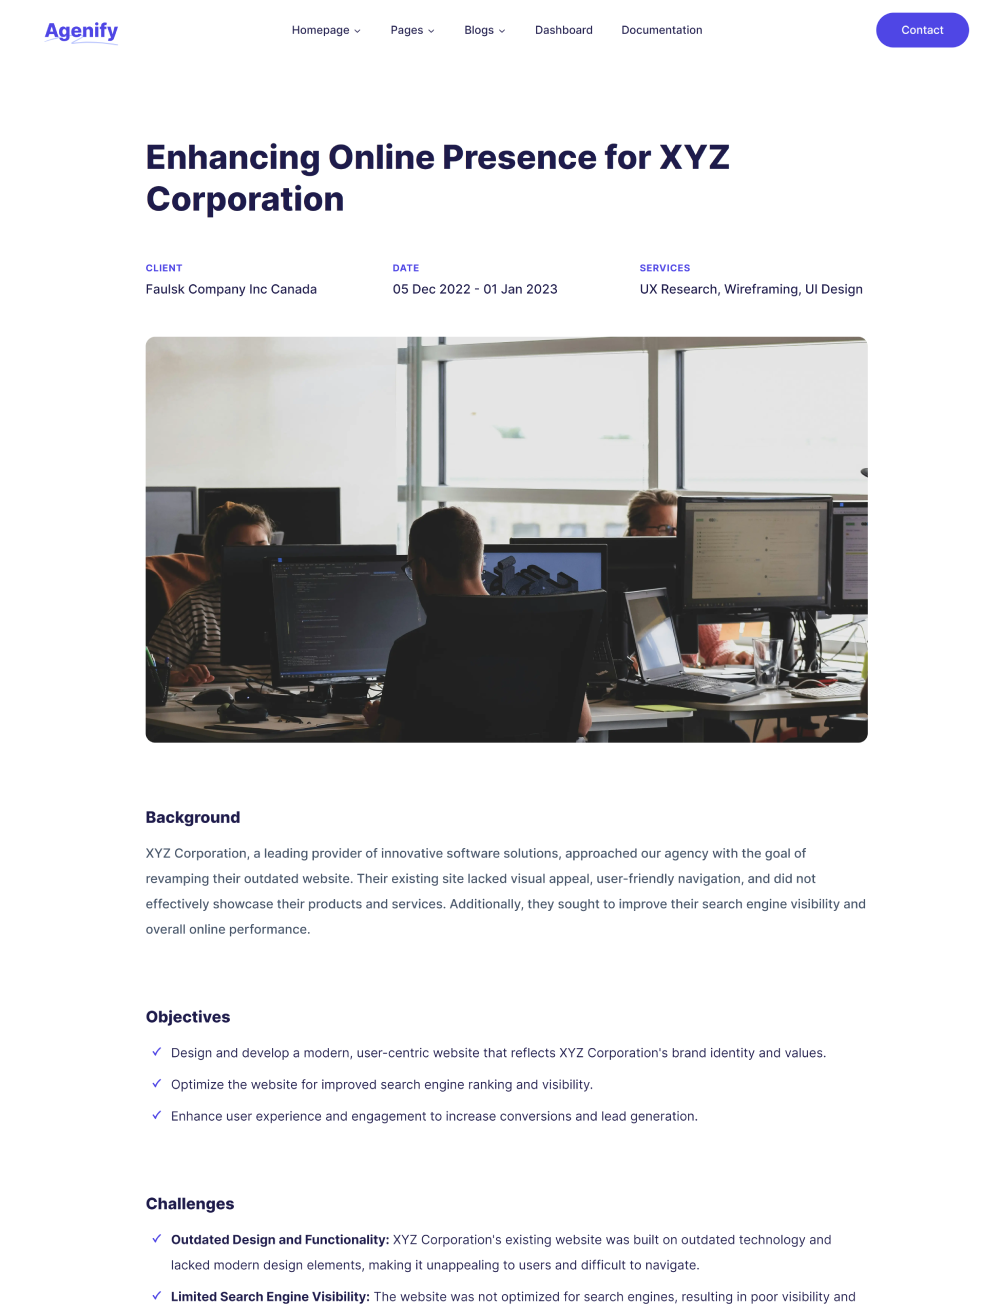 Agenify
Homepage
Pages
Blogs
Dashboard
Documentation
Contact
Enhancing Online Presence for XYZ
Corporation
CLIENT
Faulsk Company Inc Canada
DATE
05 Dec 2022 - 01 Jan 2023
SERVICES
UX Research, Wireframing, UI Design
Background
XYZ Corporation, a leading provider of innovative software solutions, approached our agency with the goal of
revamping their outdated website. Their existing site lacked visual appeal, user-friendly navigation, and did not
effectively showcase their products and services. Additionally, they sought to improve their search engine visibility and
overall online performance.
Objectives
Design and develop a modern, user-centric website that reflects XYZ Corporation's brand identity and values.
Optimize the website for improved search engine ranking and visibility.
Enhance user experience and engagement to increase conversions and lead generation.
Challenges
Outdated Design and Functionality: XYZ Corporation's existing website was built on outdated technology and
lacked modern design elements, making it unappealing to users and difficult to navigate.
Limited Search Engine Visibility: The website was not optimized for search engines, resulting in poor visibility and